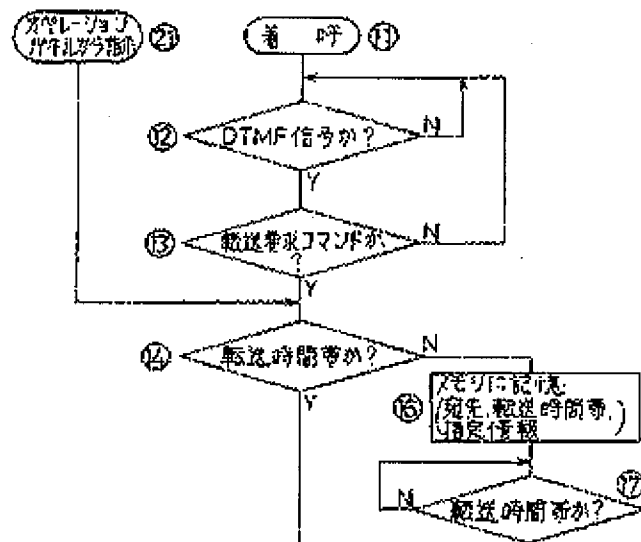 オペレーション
パネルから指示
㉑
着 呼
⑪
⑫
DTMF信号か?
N
Y
⑬
転送要求コマンドか
?
N
Y
⑭
転送時間帯か?
N
Y
⑯
メモリに記憶
(宛先、転送時間帯、
指定情報)
⑰
転送時間帯か?
N